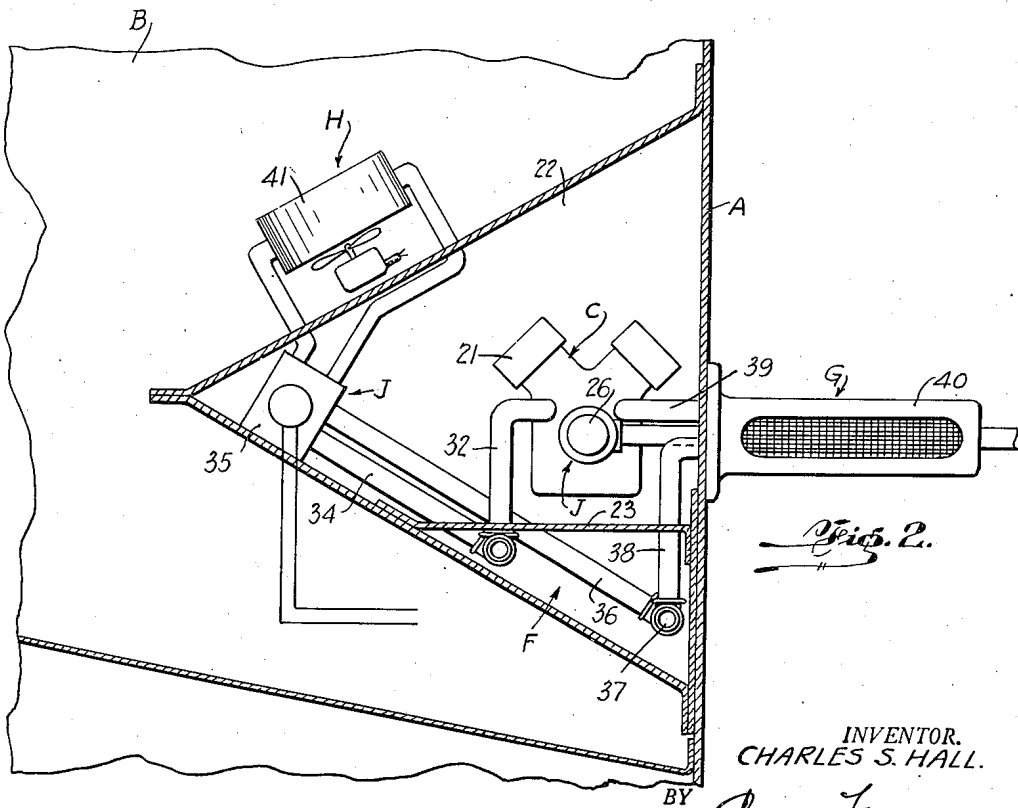 B
H
41
22
A
C
21
26
39
G
40
32
J
35
J
34
23
38
Fig. 2.
36
F
37
INVENTOR.
CHARLES S. HALL.
BY